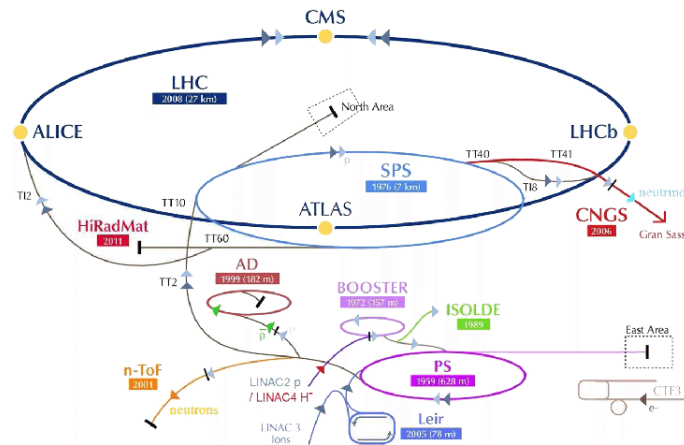 CMS
LHC
2008 (27 km)
North Area
ALICE
LHCb
TT40
TT41
p
SPS
1976 (7 km)
TI2
TI8
neutrino
TT10
CNGS
2006
HiRadMat
2011
ATLAS
Gran Sass
TT60
AD
1999 (182 m)
TT2
BOOSTER
1972 (157 m)
ISOLDE
1989
p
East Area
n-ToF
2001
PS
1959 (628 m)
LINAC2 p
/ LINAC4 H⁻
neutrons
CTF3
e-
LINAC 3
Ions
Leir
2005 (78 m)